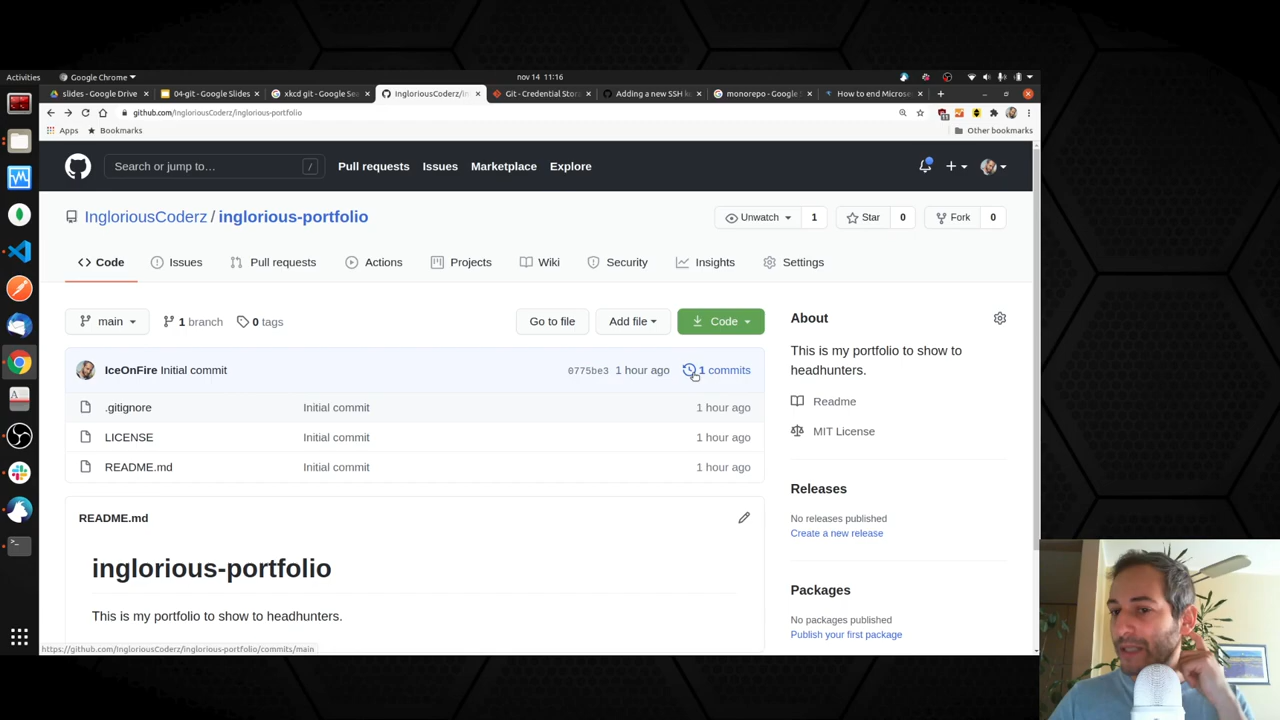 Activities
Google Chrome
nov 14 11:16
slides - Google Drive
04-git - Google Slides
xkcd git - Google Sea
IngloriousCoderz/in
Git - Credential Stora
Adding a new SSH ke
monorepo - Google S
How to end Microse
github.com/IngloriousCoderz/inglorious-portfolio
Apps
Bookmarks
Other bookmarks
Search or jump to...
/
Pull requests
Issues
Marketplace
Explore
IngloriousCoderz / inglorious-portfolio
Unwatch
1
Star
0
Fork
0
Code
Issues
Pull requests
Actions
Projects
Wiki
Security
Insights
Settings
main
1 branch
0 tags
Go to file
Add file
Code
IceOnFire Initial commit
0775be3 1 hour ago
1 commits
.gitignore
Initial commit
1 hour ago
LICENSE
Initial commit
1 hour ago
README.md
Initial commit
1 hour ago
README.md
inglorious-portfolio
This is my portfolio to show to headhunters.
About
This is my portfolio to show to
headhunters.
Readme
MIT License
Releases
No releases published
Create a new release
Packages
No packages published
Publish your first package
https://github.com/IngloriousCoderz/inglorious-portfolio/commits/main